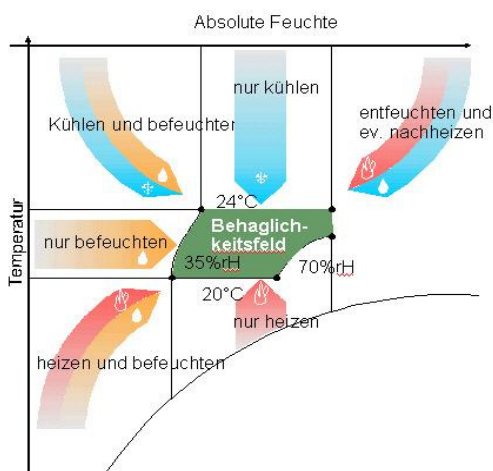 Absolute Feuchte
nur kühlen
Kühlen und befeuchten
entfeuchten und
ev. nachheizen
24°C
Behaglich-
keitsfeld
nur befeuchten
35%rH
70%rH
20°C
nur heizen
heizen und befeuchten
Temperatur